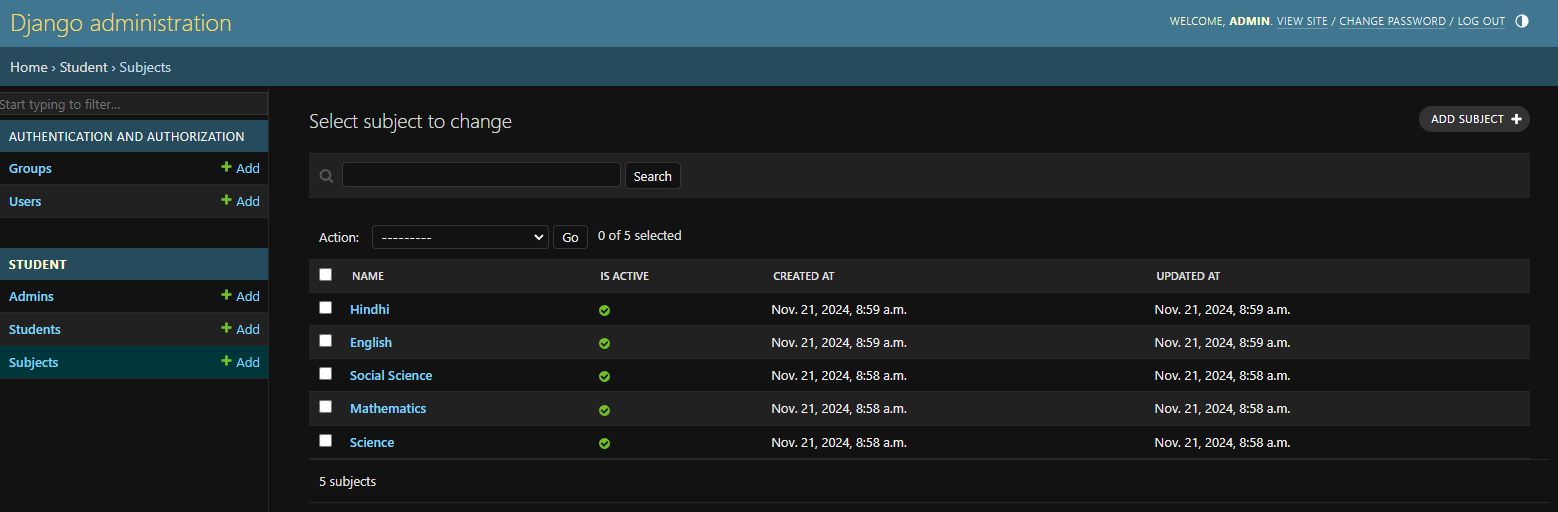 Django administration
WELCOME, ADMIN. VIEW SITE / CHANGE PASSWORD / LOG OUT
Home › Student › Subjects
Start typing to filter...
AUTHENTICATION AND AUTHORIZATION
Groups + Add
Users + Add
STUDENT
Admins + Add
Students + Add
Subjects + Add
Select subject to change
ADD SUBJECT +
Search
Action: --------- Go 0 of 5 selected
NAME IS ACTIVE CREATED AT UPDATED AT
Hindhi Nov. 21, 2024, 8:59 a.m. Nov. 21, 2024, 8:59 a.m.
English Nov. 21, 2024, 8:59 a.m. Nov. 21, 2024, 8:59 a.m.
Social Science Nov. 21, 2024, 8:58 a.m. Nov. 21, 2024, 8:58 a.m.
Mathematics Nov. 21, 2024, 8:58 a.m. Nov. 21, 2024, 8:58 a.m.
Science Nov. 21, 2024, 8:58 a.m. Nov. 21, 2024, 8:58 a.m.
5 subjects